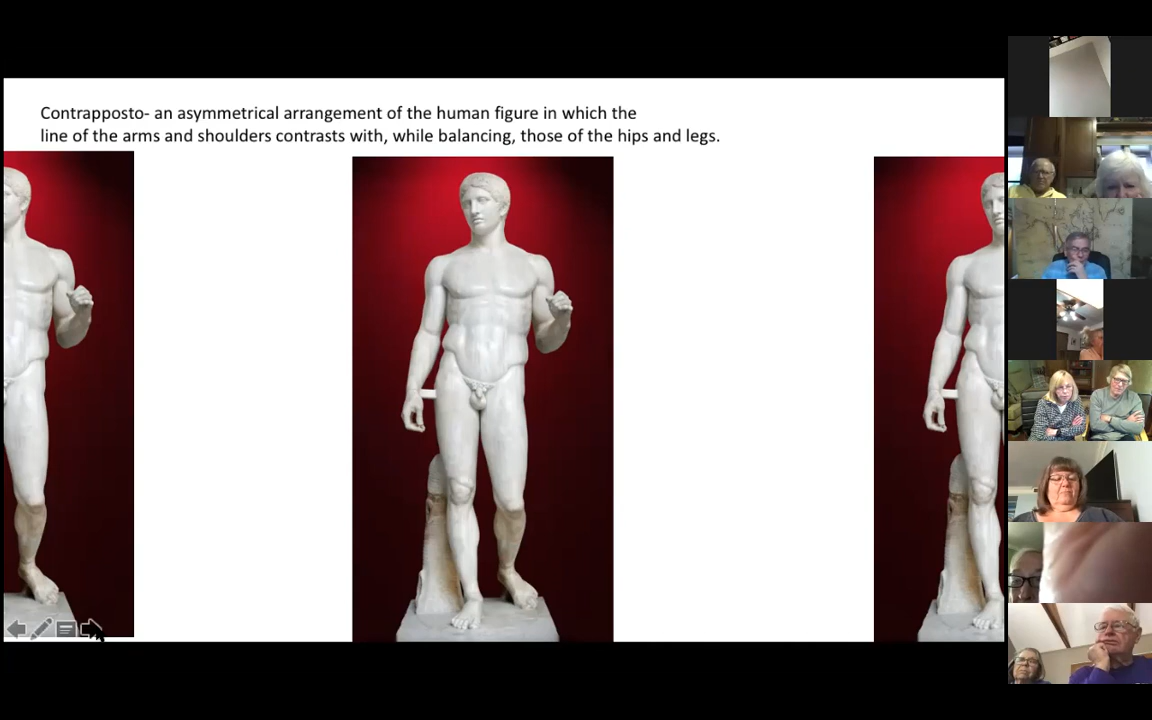 Contrapposto- an asymmetrical arrangement of the human figure in which the
line of the arms and shoulders contrasts with, while balancing, those of the hips and legs.